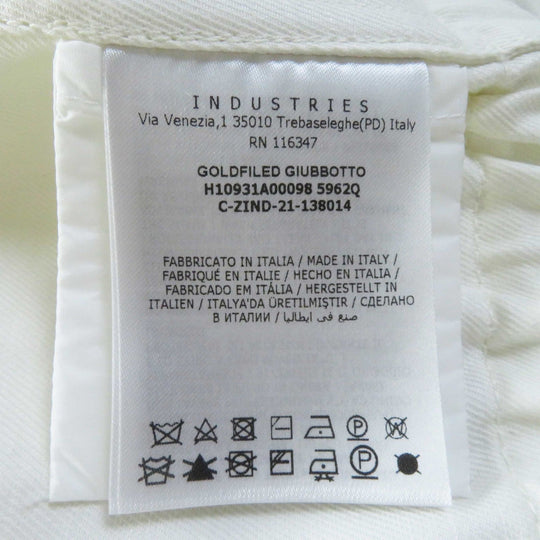 INDUSTRIES
Via Venezia,1 35010 Trebaseleghe(PD) Italy
RN 116347
GOLDFILED GIUBBOTTO
H10931A00098 5962Q
C-ZIND-21-138014
FABBRICATO IN ITALIA / MADE IN ITALY /
FABRIQUÉ EN ITALIE / HECHO EN ITALIA /
FABRICADO EM ITÁLIA / HERGESTELLT IN
ITALIEN / ITALYA'DA ÜRETILMIŞTIR / СДЕЛАНО
В ИТАЛИИ / صنع في ايطاليا
P W
P